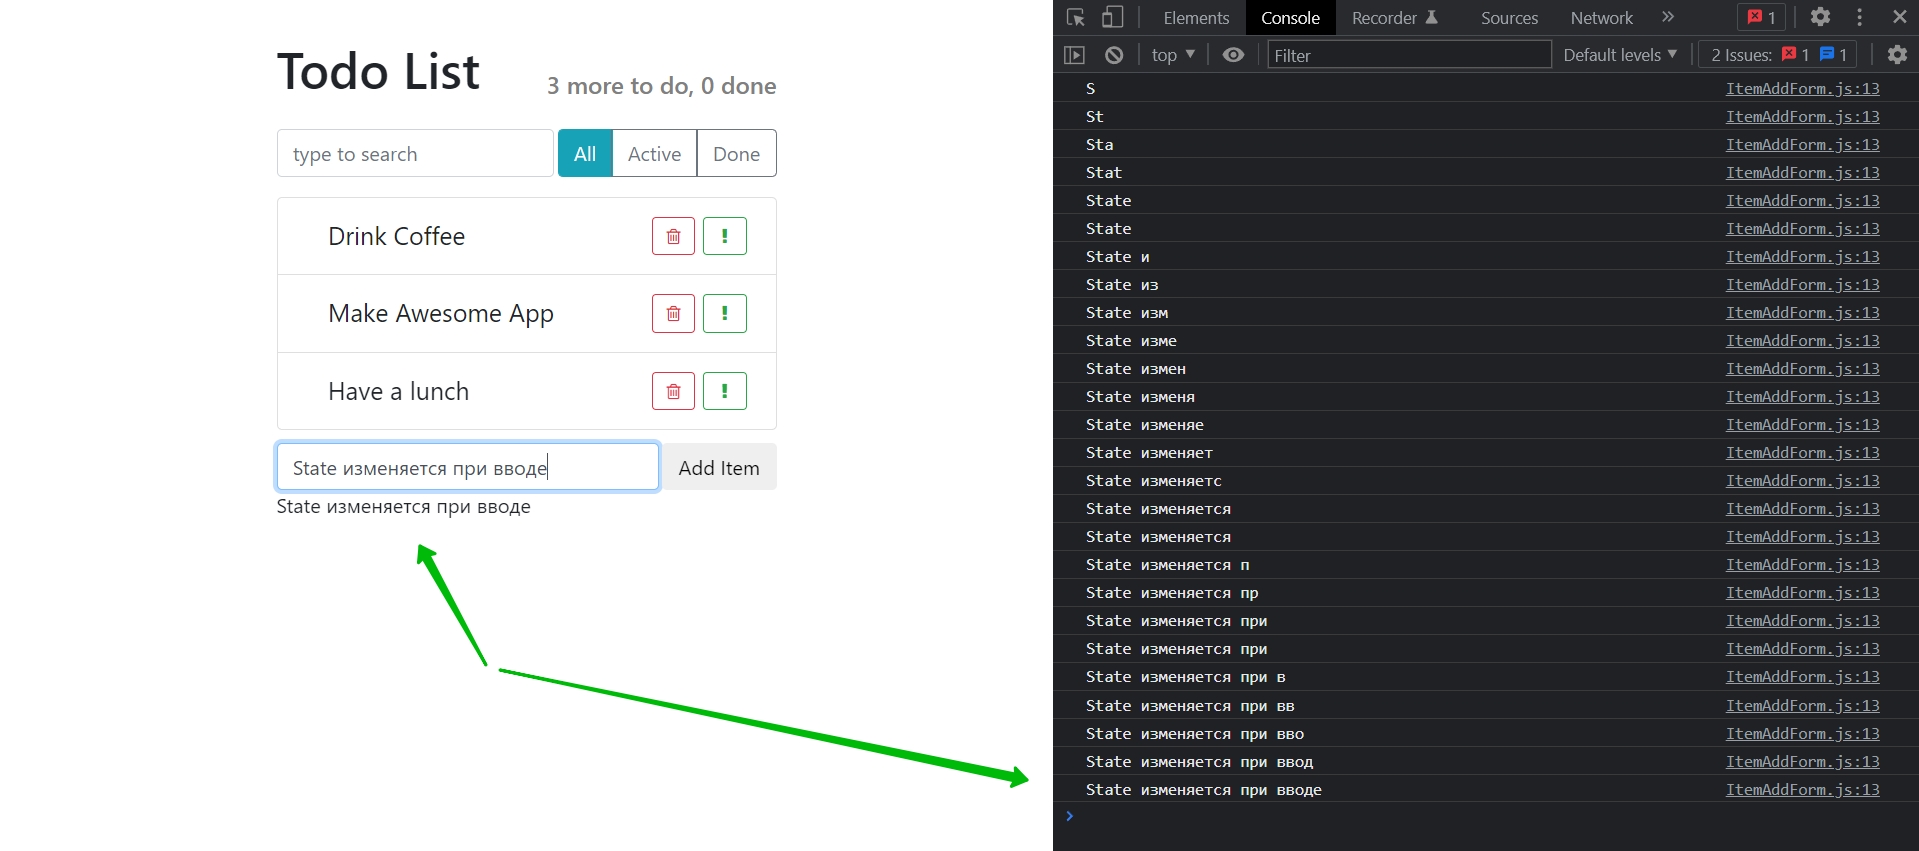 Todo List
3 more to do, 0 done
type to search
All
Active
Done
Drink Coffee
Make Awesome App
Have a lunch
State изменяется при вводе
Add Item
State изменяется при вводе
Elements
Console
Recorder
Sources
Network
1
top
Filter
Default levels
2 Issues: 1 1
S ItemAddForm.js:13
St ItemAddForm.js:13
Sta ItemAddForm.js:13
Stat ItemAddForm.js:13
State ItemAddForm.js:13
State ItemAddForm.js:13
State и ItemAddForm.js:13
State из ItemAddForm.js:13
State изм ItemAddForm.js:13
State изме ItemAddForm.js:13
State измен ItemAddForm.js:13
State изменя ItemAddForm.js:13
State изменяе ItemAddForm.js:13
State изменяет ItemAddForm.js:13
State изменяетс ItemAddForm.js:13
State изменяется ItemAddForm.js:13
State изменяется ItemAddForm.js:13
State изменяется п ItemAddForm.js:13
State изменяется пр ItemAddForm.js:13
State изменяется при ItemAddForm.js:13
State изменяется при ItemAddForm.js:13
State изменяется при в ItemAddForm.js:13
State изменяется при вв ItemAddForm.js:13
State изменяется при вво ItemAddForm.js:13
State изменяется при ввод ItemAddForm.js:13
State изменяется при вводе ItemAddForm.js:13